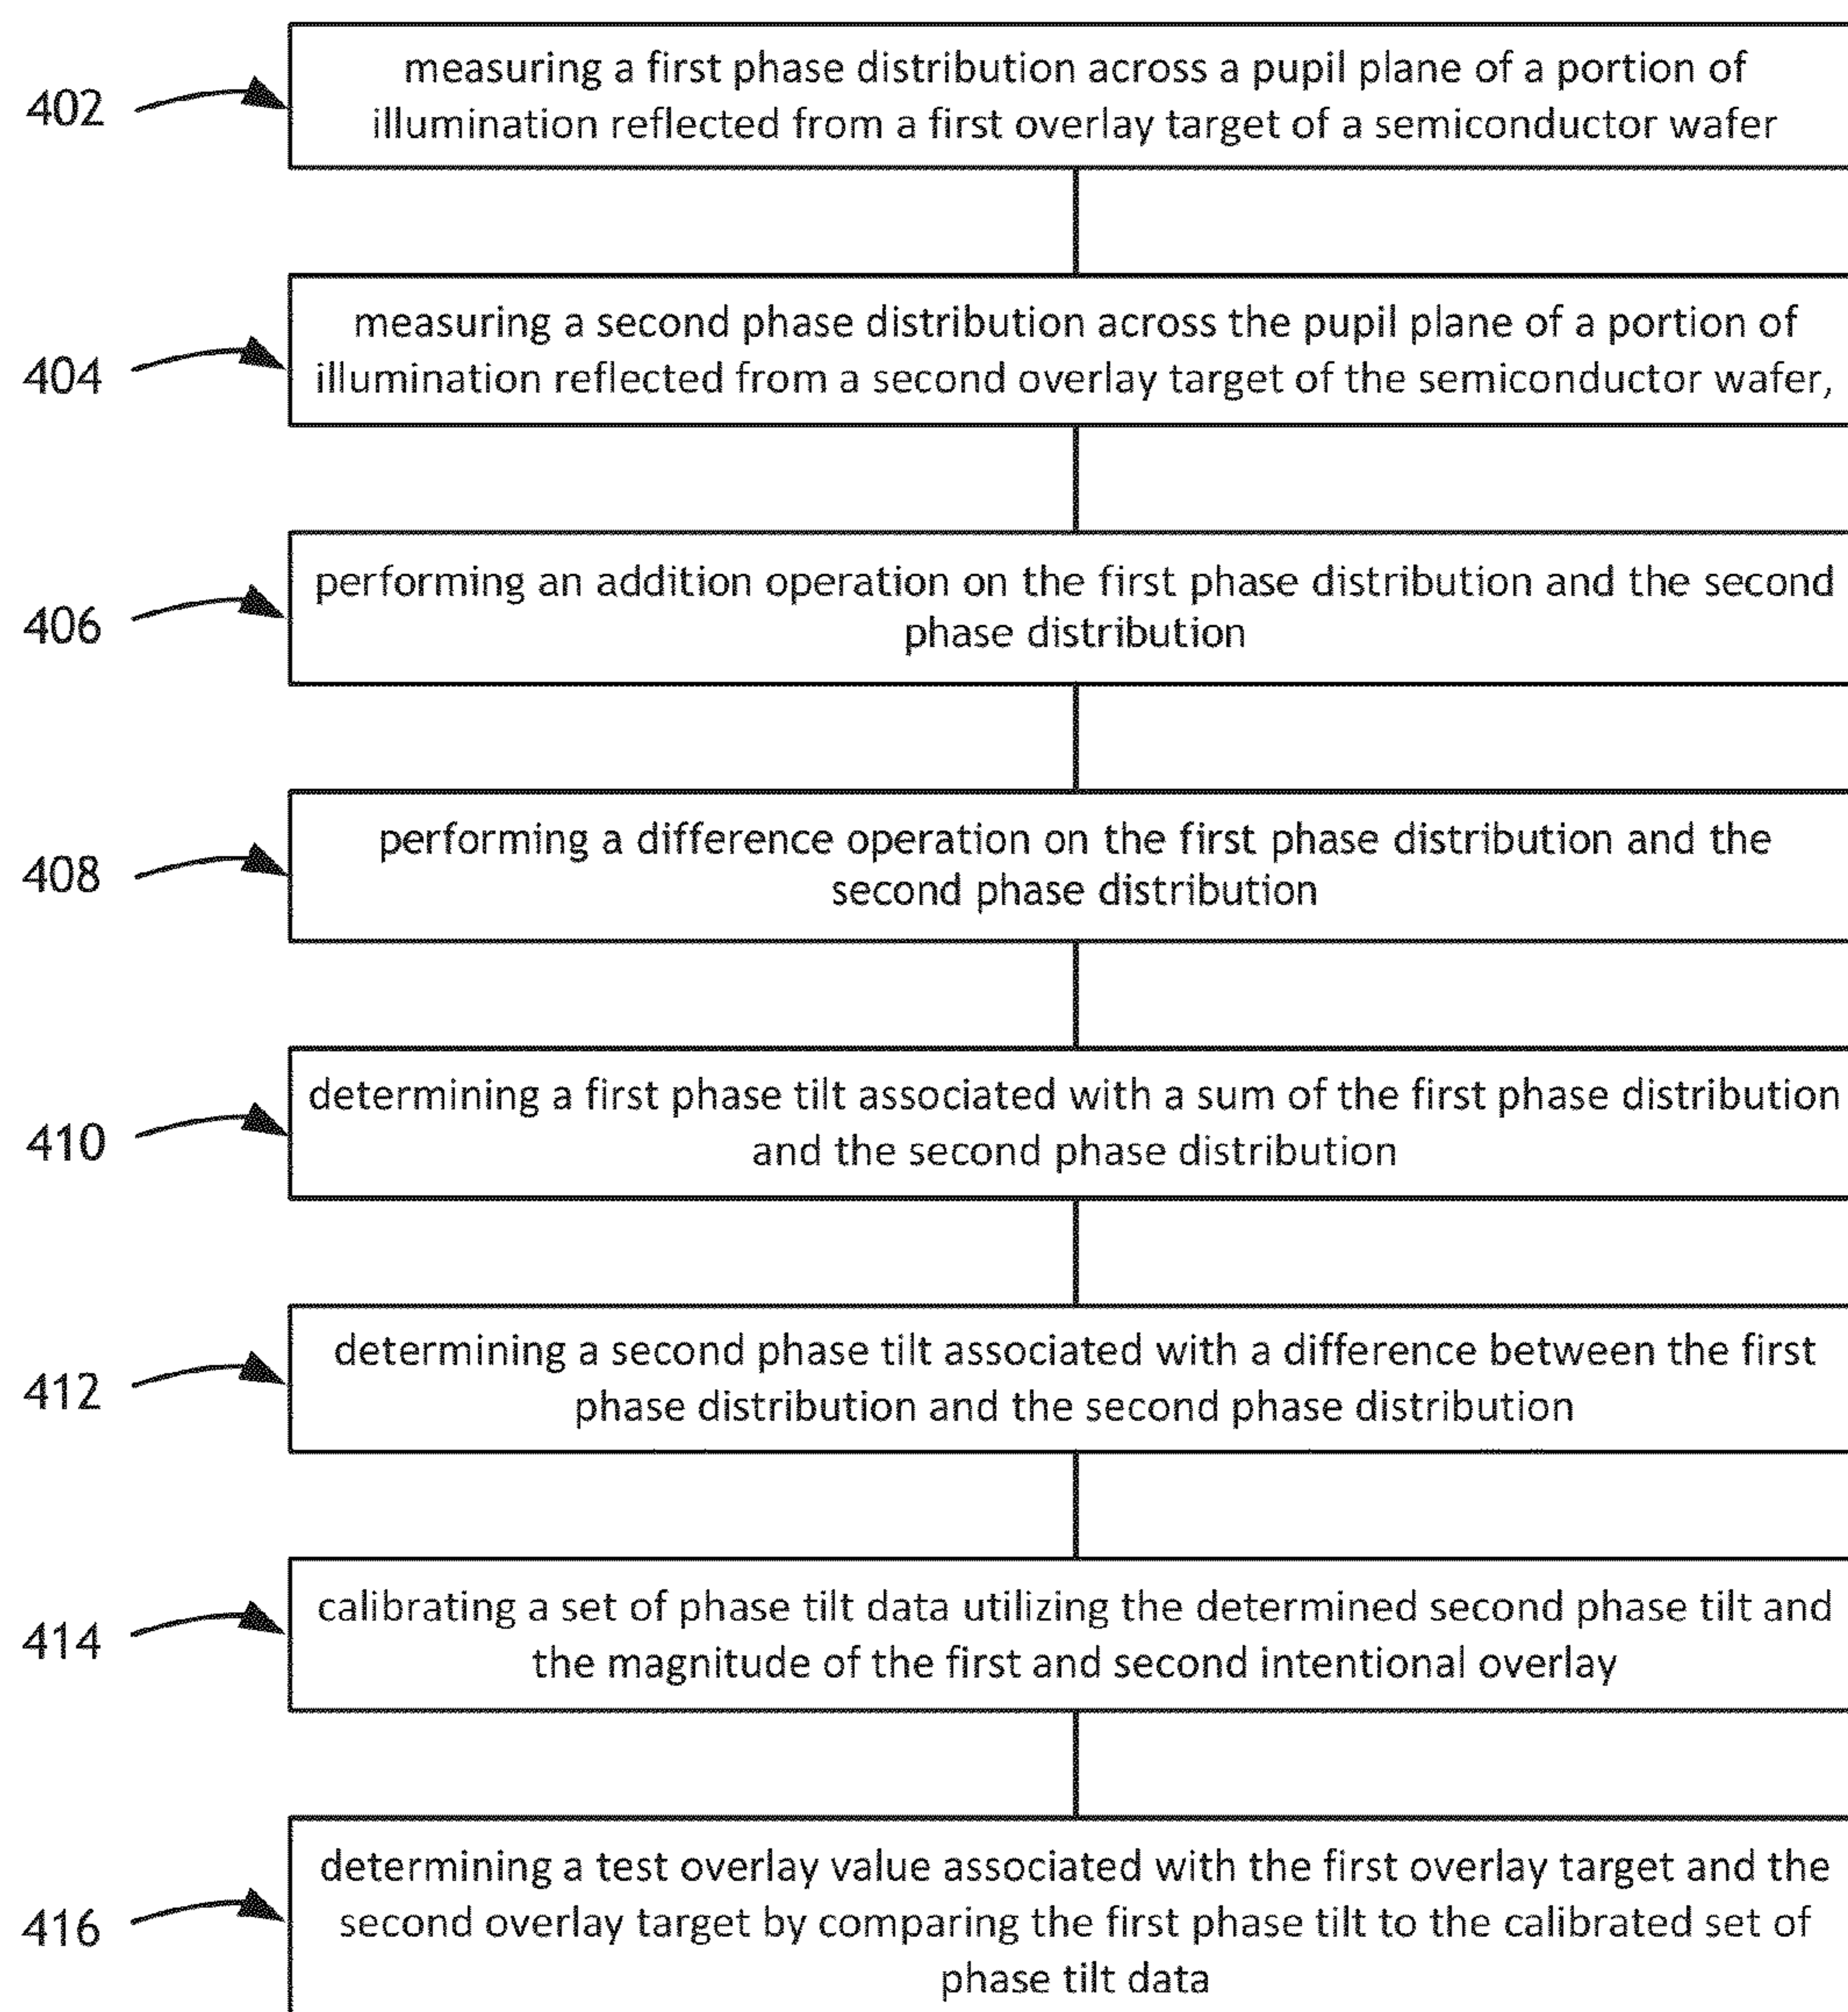 402
measuring a first phase distribution across a pupil plane of a portion of
illumination reflected from a first overlay target of a semiconductor wafer
404
measuring a second phase distribution across the pupil plane of a portion of
illumination reflected from a second overlay target of the semiconductor wafer,
406
performing an addition operation on the first phase distribution and the second
phase distribution
408
performing a difference operation on the first phase distribution and the
second phase distribution
410
determining a first phase tilt associated with a sum of the first phase distribution
and the second phase distribution
412
determining a second phase tilt associated with a difference between the first
phase distribution and the second phase distribution
414
calibrating a set of phase tilt data utilizing the determined second phase tilt and
the magnitude of the first and second intentional overlay
416
determining a test overlay value associated with the first overlay target and the
second overlay target by comparing the first phase tilt to the calibrated set of
phase tilt data